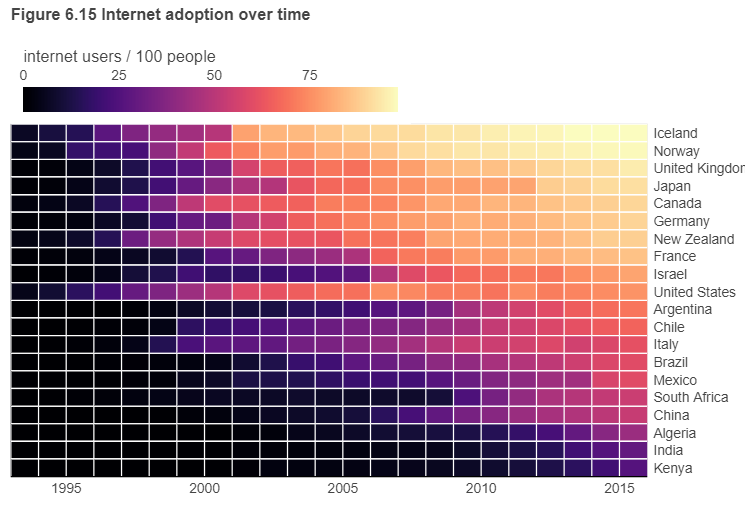 Figure 6.15 Internet adoption over time
internet users / 100 people
0 25 50 75
Iceland
Norway
United Kingdor
Japan
Canada
Germany
New Zealand
France
Israel
United States
Argentina
Chile
Italy
Brazil
Mexico
South Africa
China
Algeria
India
Kenya
1995 2000 2005 2010 2015